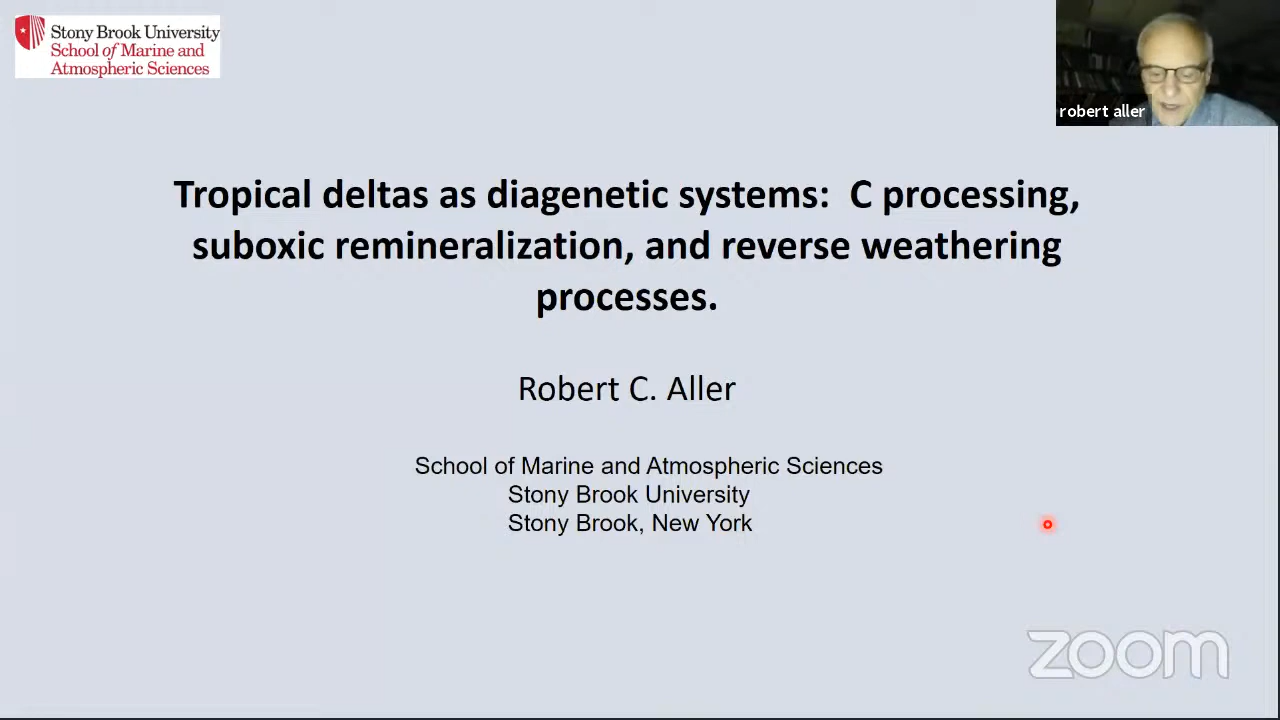 Stony Brook University
School of Marine and
Atmospheric Sciences
robert aller
Tropical deltas as diagenetic systems:  C processing,
suboxic remineralization, and reverse weathering
processes.
Robert C. Aller
School of Marine and Atmospheric Sciences
Stony Brook University
Stony Brook, New York
zoom